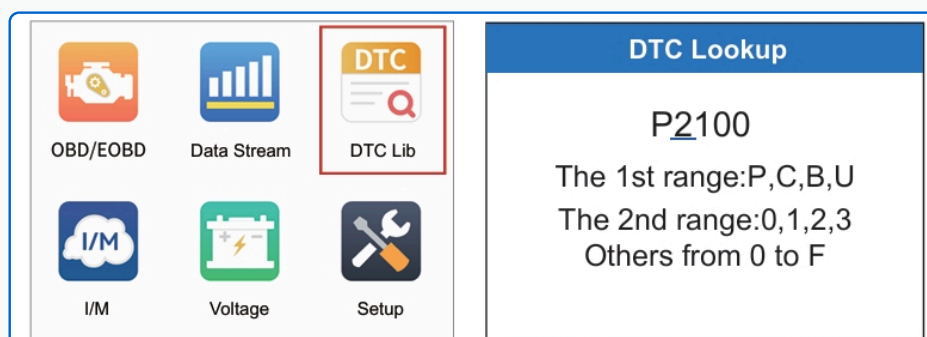 DTC
OBD/EOBD
Data Stream
DTC Lib
I/M
I/M
Voltage
Setup
DTC Lookup
P2100
The 1st range:P,C,B,U
The 2nd range:0,1,2,3
Others from 0 to F